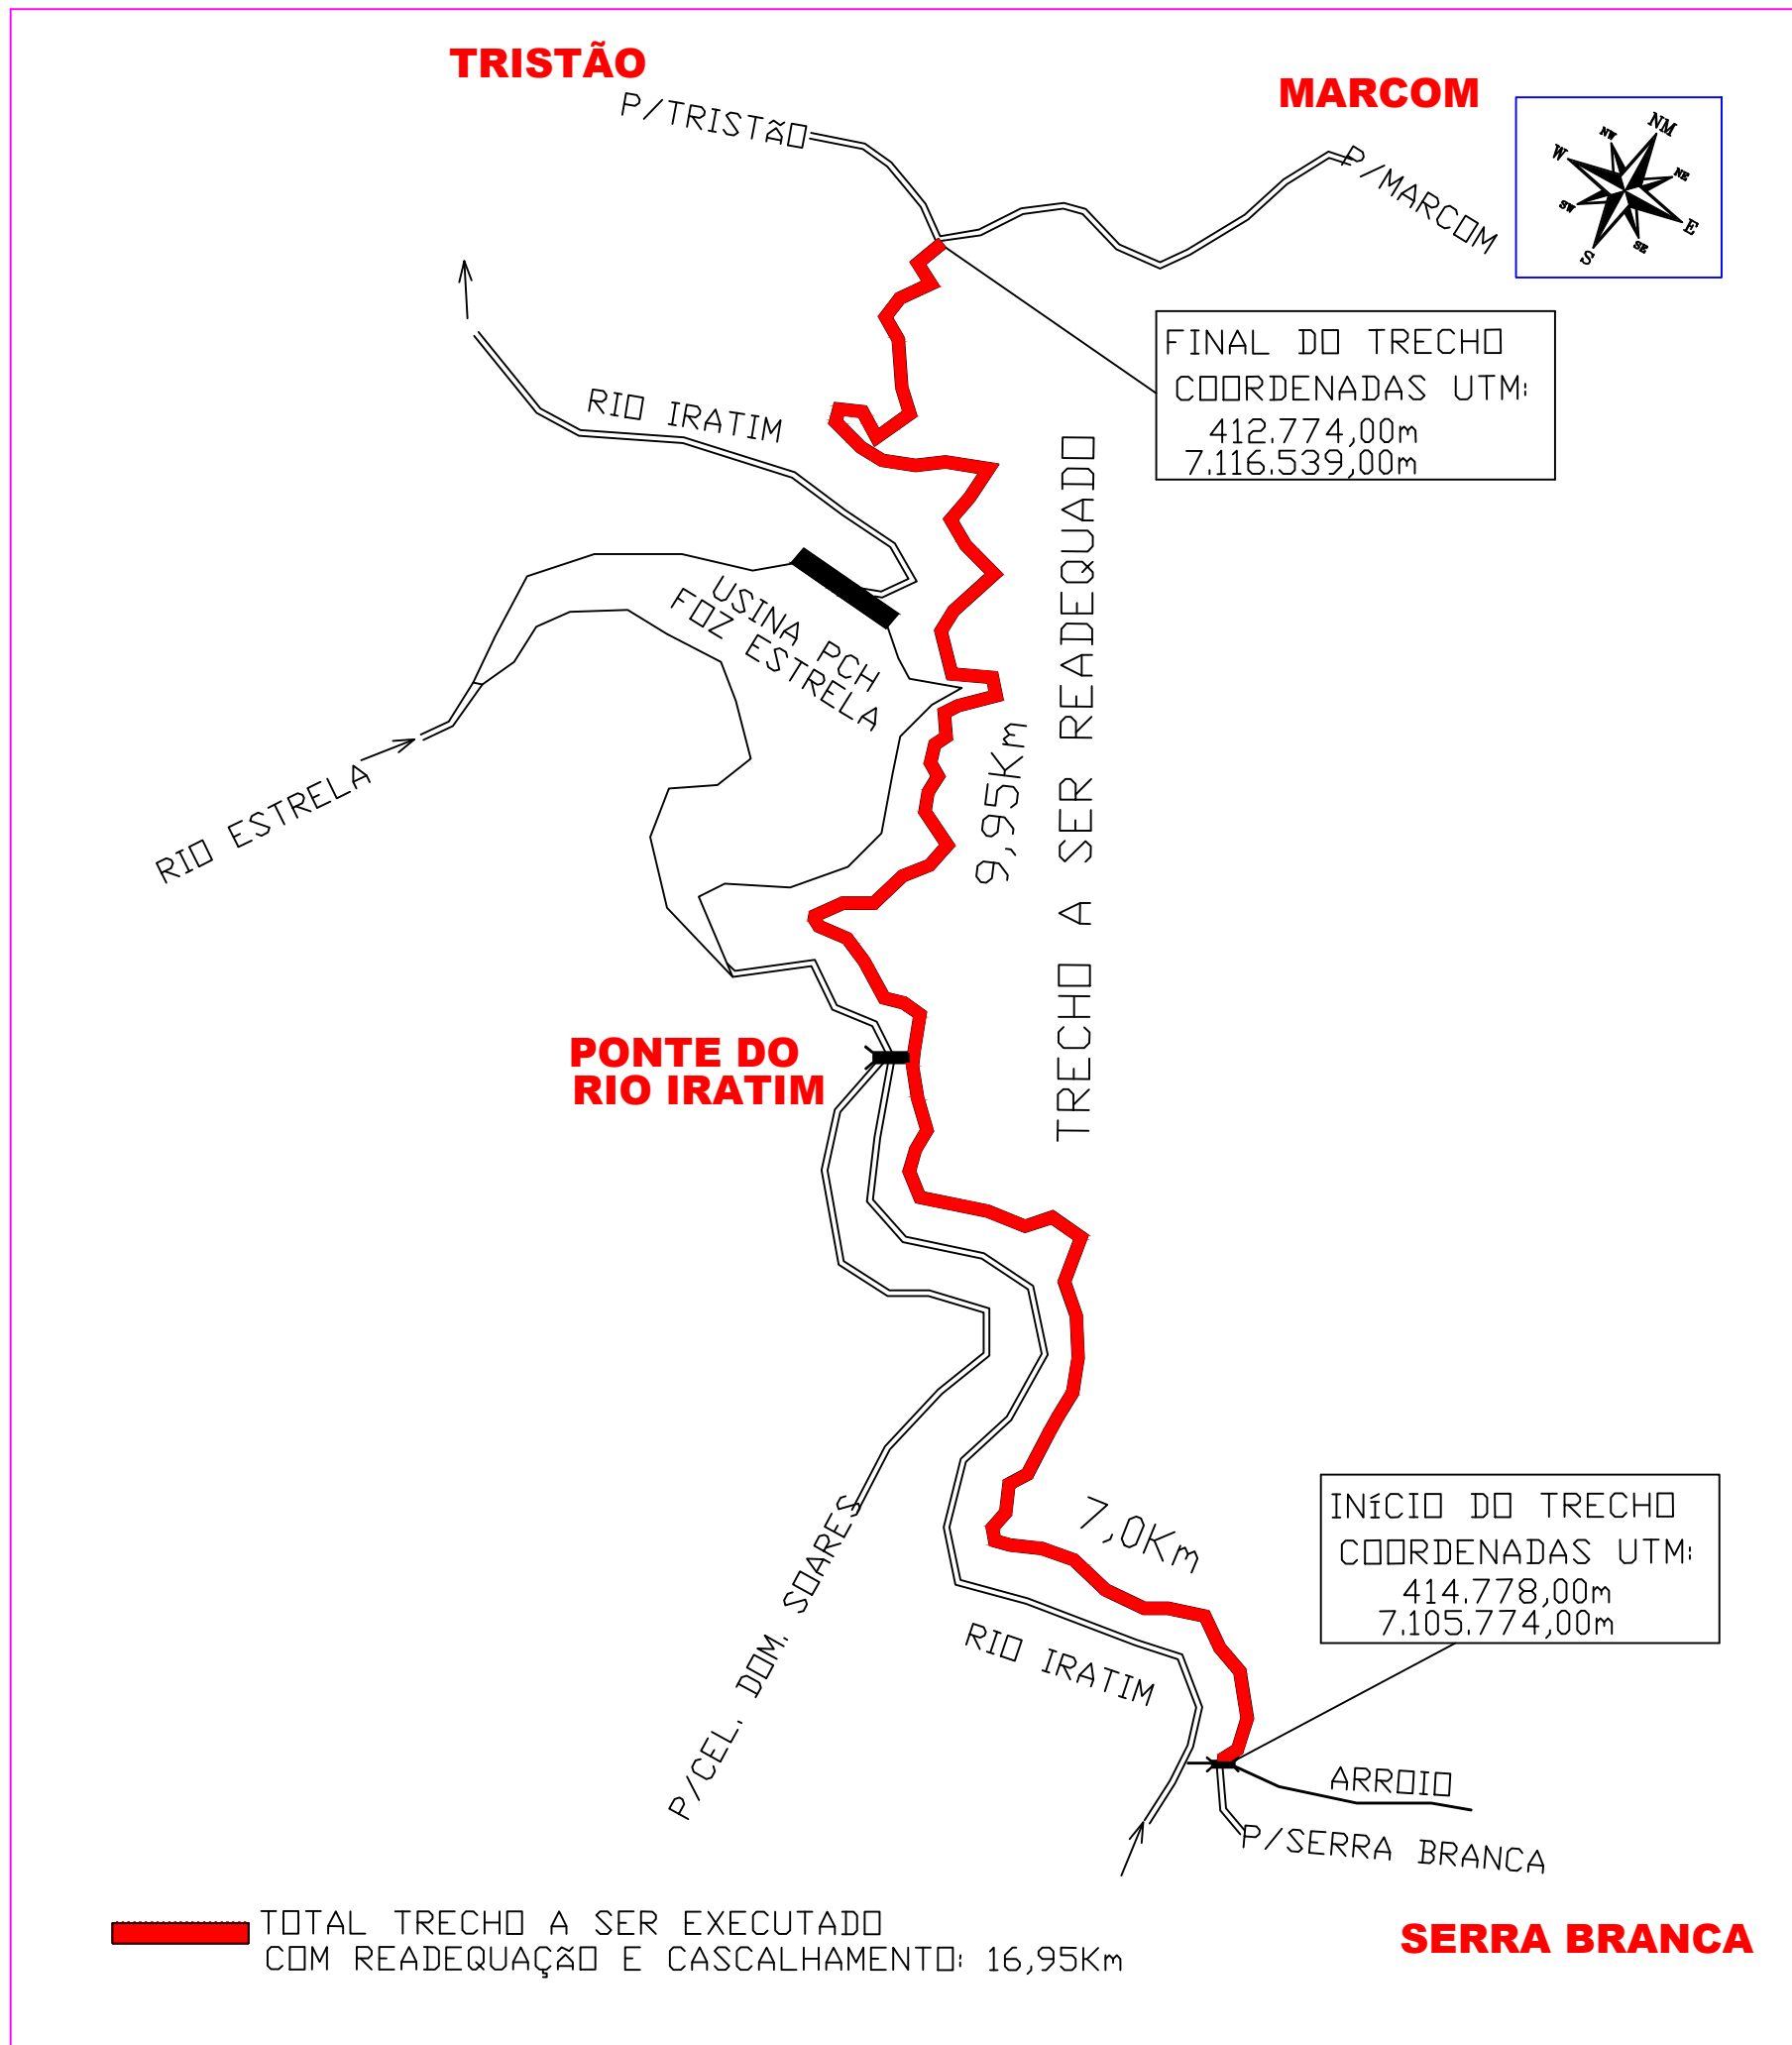 TRISTÃO
MARCOM
P/TRISTÃO
P/MARCOM
NM
NW
NE
W
E
SW
SE
S
FINAL DO TRECHO
COORDENADAS UTM:
412.774,00m
7.116.539,00m
RIO IRATIM
TRECHO A SER READEQUADO
USINA PCH
FOZ ESTRELA
9,95Km
RIO ESTRELA
PONTE DO
RIO IRATIM
7,0Km
INíCIO DO TRECHO
COORDENADAS UTM:
414.778,00m
7.105.774,00m
P/CEL. DOM. SOARES
RIO IRATIM
ARROIO
P/SERRA BRANCA
TOTAL TRECHO A SER EXECUTADO
COM READEQUAÇÃO E CASCALHAMENTO: 16,95Km
SERRA BRANCA